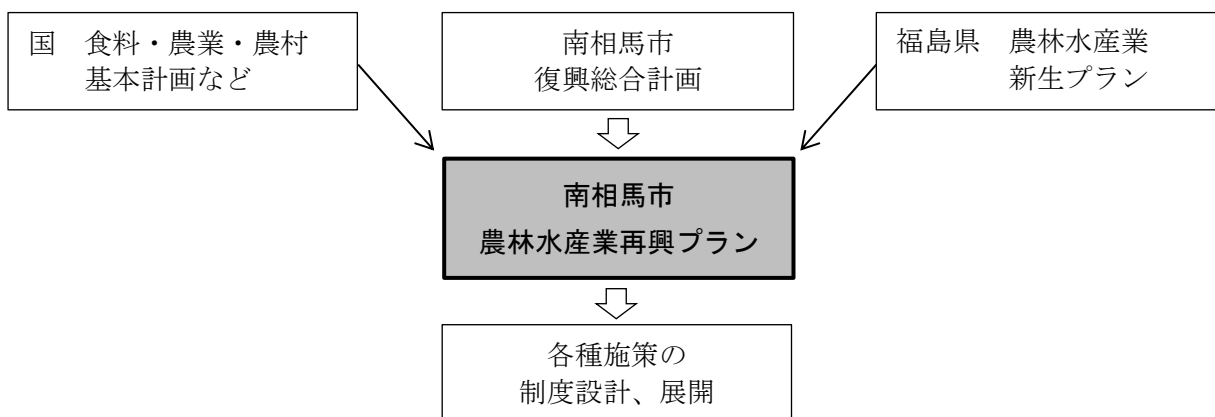 国　食料・農業・農村
基本計画など
南相馬市
復興総合計画
福島県　農林水産業
新生プラン
南相馬市
農林水産業再興プラン
各種施策の
制度設計、展開